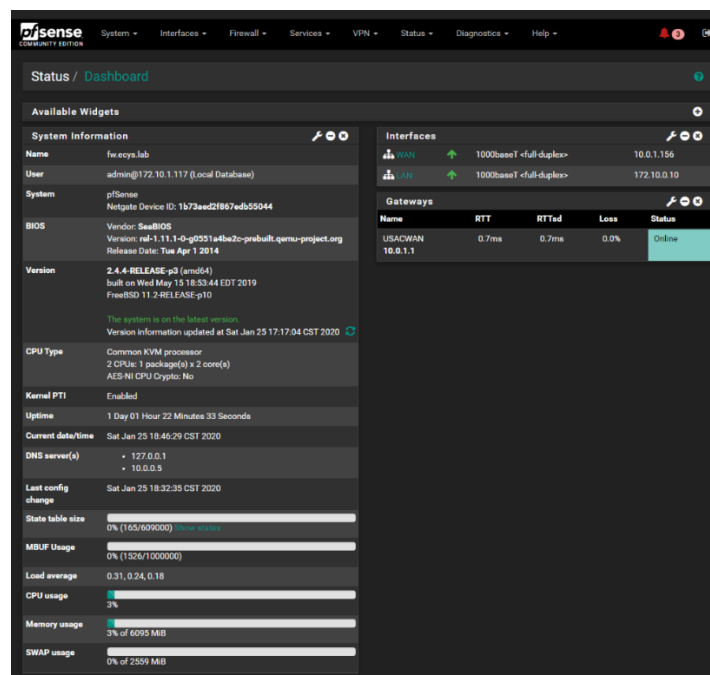 pfsense
COMMUNITY EDITION
System Interfaces Firewall Services VPN Status Diagnostics Help 3
Status / Dashboard
Available Widgets
System Information
Name fw.ecys.lab
User admin@172.10.1.117 (Local Database)
System pfSense
Netgate Device ID: 1b73aed2f867edb55044
BIOS Vendor: SeaBIOS
Version: rel-1.11.1-0-g0551a4be2c-prebuilt.qemu-project.org
Release Date: Tue Apr 1 2014
Version 2.4.4-RELEASE-p3 (amd64)
built on Wed May 15 18:53:44 EDT 2019
FreeBSD 11.2-RELEASE-p10
The system is on the latest version.
Version information updated at Sat Jan 25 17:17:04 CST 2020
CPU Type Common KVM processor
2 CPUs: 1 package(s) x 2 core(s)
AES-NI CPU Crypto: No
Kernel PTI Enabled
Uptime 1 Day 01 Hour 22 Minutes 33 Seconds
Current date/time Sat Jan 25 18:46:29 CST 2020
DNS server(s) • 127.0.0.1
• 10.0.0.5
Last config change Sat Jan 25 18:32:35 CST 2020
State table size
0% (165/609000) Show states
MBUF Usage
0% (1526/1000000)
Load average 0.31, 0.24, 0.18
CPU usage
3%
Memory usage
3% of 6095 MiB
SWAP usage
0% of 2559 MiB
Interfaces
WAN 1000baseT <full-duplex> 10.0.1.156
LAN 1000baseT <full-duplex> 172.10.0.10
Gateways
Name RTT RTTsd Loss Status
USACWAN 0.7ms 0.7ms 0.0% Online
10.0.1.1